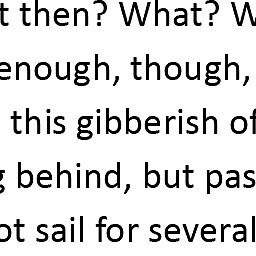 t then? What? W
enough, though,
this gibberish of
g behind, but pas
ot sail for several